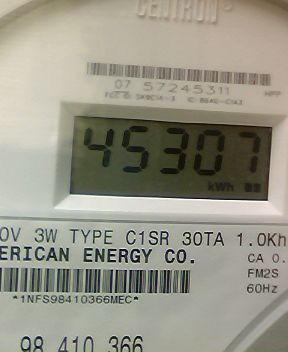 CENTRON®
07 57245311
45307
kWh
0V 3W TYPE C1SR 30TA 1.0Kh
ERICAN ENERGY CO.
CA 0.
FM2S
*1NFS98410366MEC*
60Hz
98 410 366